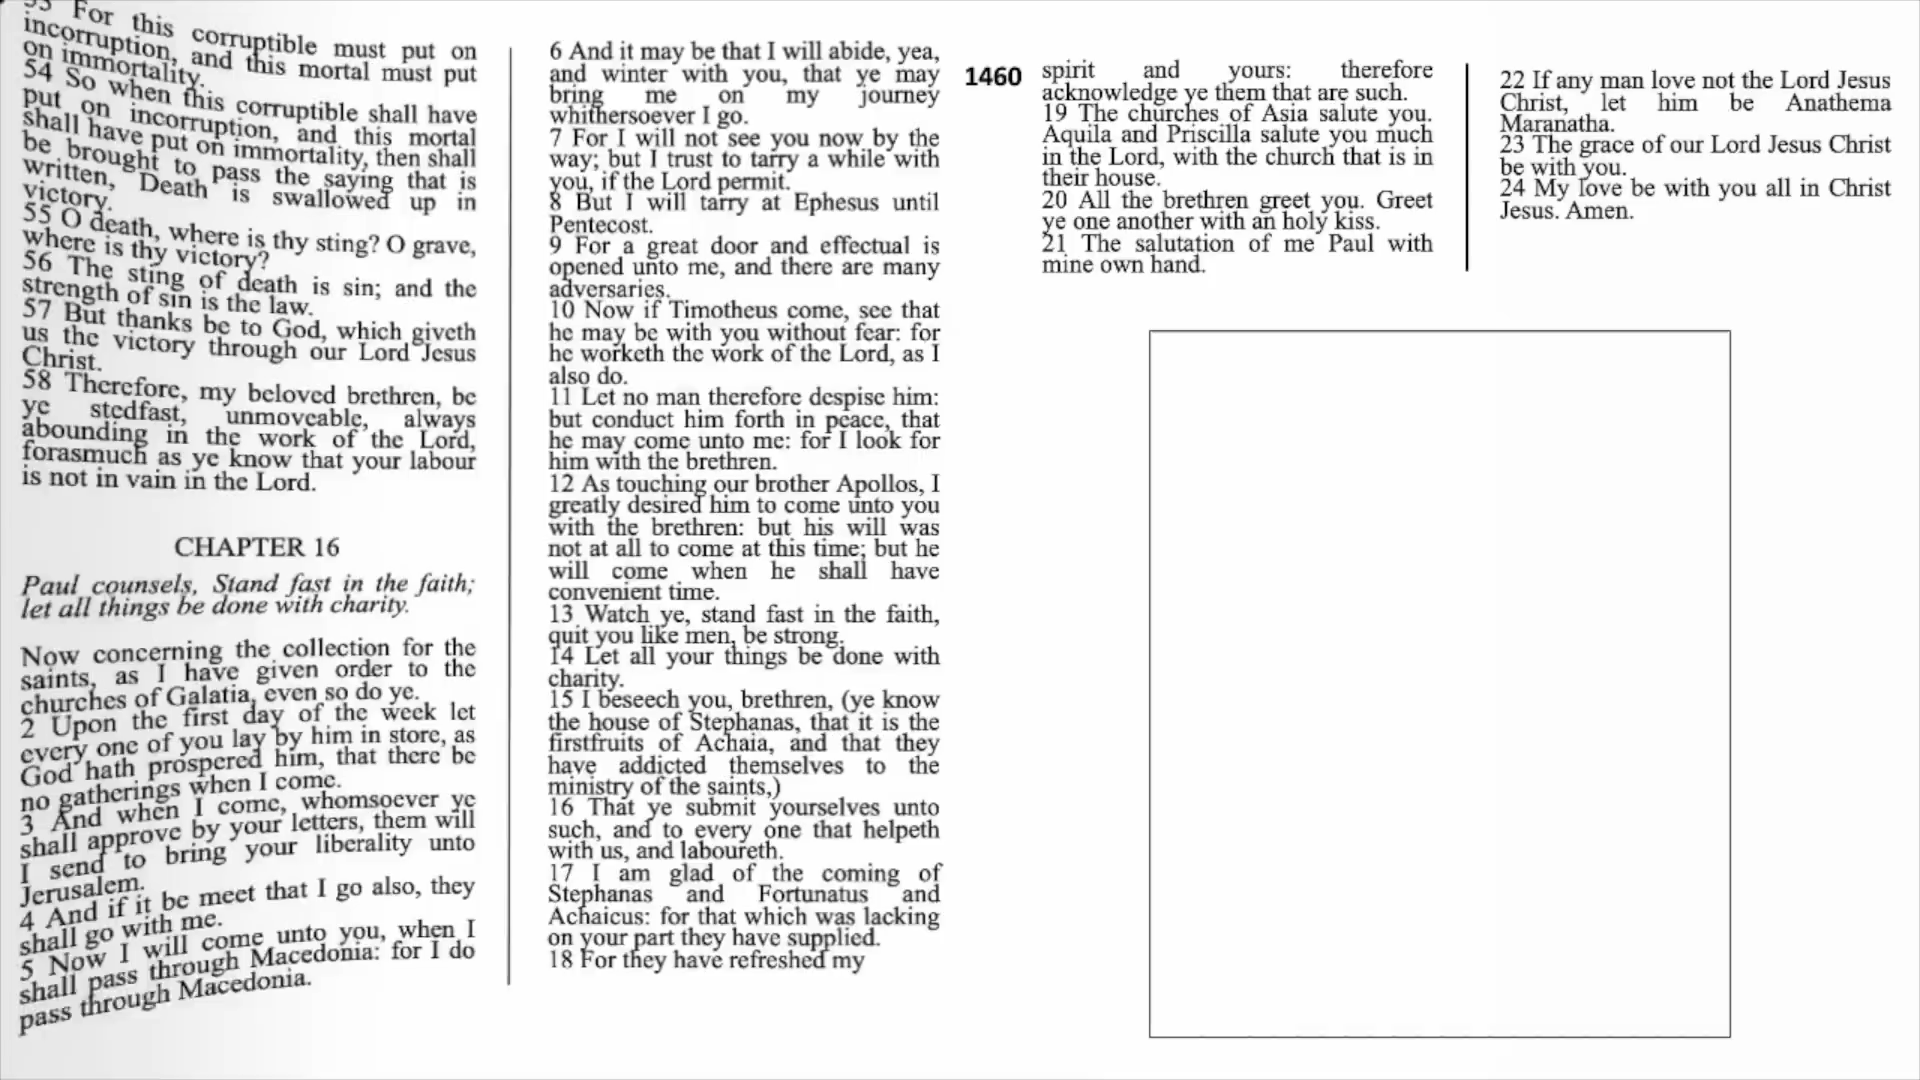 53 For this corruptible must put on
incorruption, and this mortal must put
on immortality.
54 So when this corruptible shall have
put on incorruption, and this mortal
shall have put on immortality, then shall
be brought to pass the saying that is
written, Death is swallowed up in
victory.
55 O death, where is thy sting? O grave,
where is thy victory?
56 The sting of death is sin; and the
strength of sin is the law.
57 But thanks be to God, which giveth
us the victory through our Lord Jesus
Christ.
58 Therefore, my beloved brethren, be
ye stedfast, unmoveable, always
abounding in the work of the Lord,
forasmuch as ye know that your labour
is not in vain in the Lord.
CHAPTER 16
Paul counsels, Stand fast in the faith;
let all things be done with charity.
Now concerning the collection for the
saints, as I have given order to the
churches of Galatia, even so do ye.
2 Upon the first day of the week let
every one of you lay by him in store, as
God hath prospered him, that there be
no gatherings when I come.
3 And when I come, whomsoever ye
shall approve by your letters, them will
I send to bring your liberality unto
Jerusalem.
4 And if it be meet that I go also, they
shall go with me.
5 Now I will come unto you, when I
shall pass through Macedonia: for I do
pass through Macedonia.
6 And it may be that I will abide, yea,
and winter with you, that ye may
bring me on my journey
whithersoever I go.
7 For I will not see you now by the
way; but I trust to tarry a while with
you, if the Lord permit.
8 But I will tarry at Ephesus until
Pentecost.
9 For a great door and effectual is
opened unto me, and there are many
adversaries.
10 Now if Timotheus come, see that
he may be with you without fear: for
he worketh the work of the Lord, as I
also do.
11 Let no man therefore despise him:
but conduct him forth in peace, that
he may come unto me: for I look for
him with the brethren.
12 As touching our brother Apollos, I
greatly desired him to come unto you
with the brethren: but his will was
not at all to come at this time; but he
will come when he shall have
convenient time.
13 Watch ye, stand fast in the faith,
quit you like men, be strong.
14 Let all your things be done with
charity.
15 I beseech you, brethren, (ye know
the house of Stephanas, that it is the
firstfruits of Achaia, and that they
have addicted themselves to the
ministry of the saints,)
16 That ye submit yourselves unto
such, and to every one that helpeth
with us, and laboureth.
17 I am glad of the coming of
Stephanas and Fortunatus and
Achaicus: for that which was lacking
on your part they have supplied.
18 For they have refreshed my
1460
spirit and yours: therefore
acknowledge ye them that are such.
19 The churches of Asia salute you.
Aquila and Priscilla salute you much
in the Lord, with the church that is in
their house.
20 All the brethren greet you. Greet
ye one another with an holy kiss.
21 The salutation of me Paul with
mine own hand.
22 If any man love not the Lord Jesus
Christ, let him be Anathema
Maranatha.
23 The grace of our Lord Jesus Christ
be with you.
24 My love be with you all in Christ
Jesus. Amen.